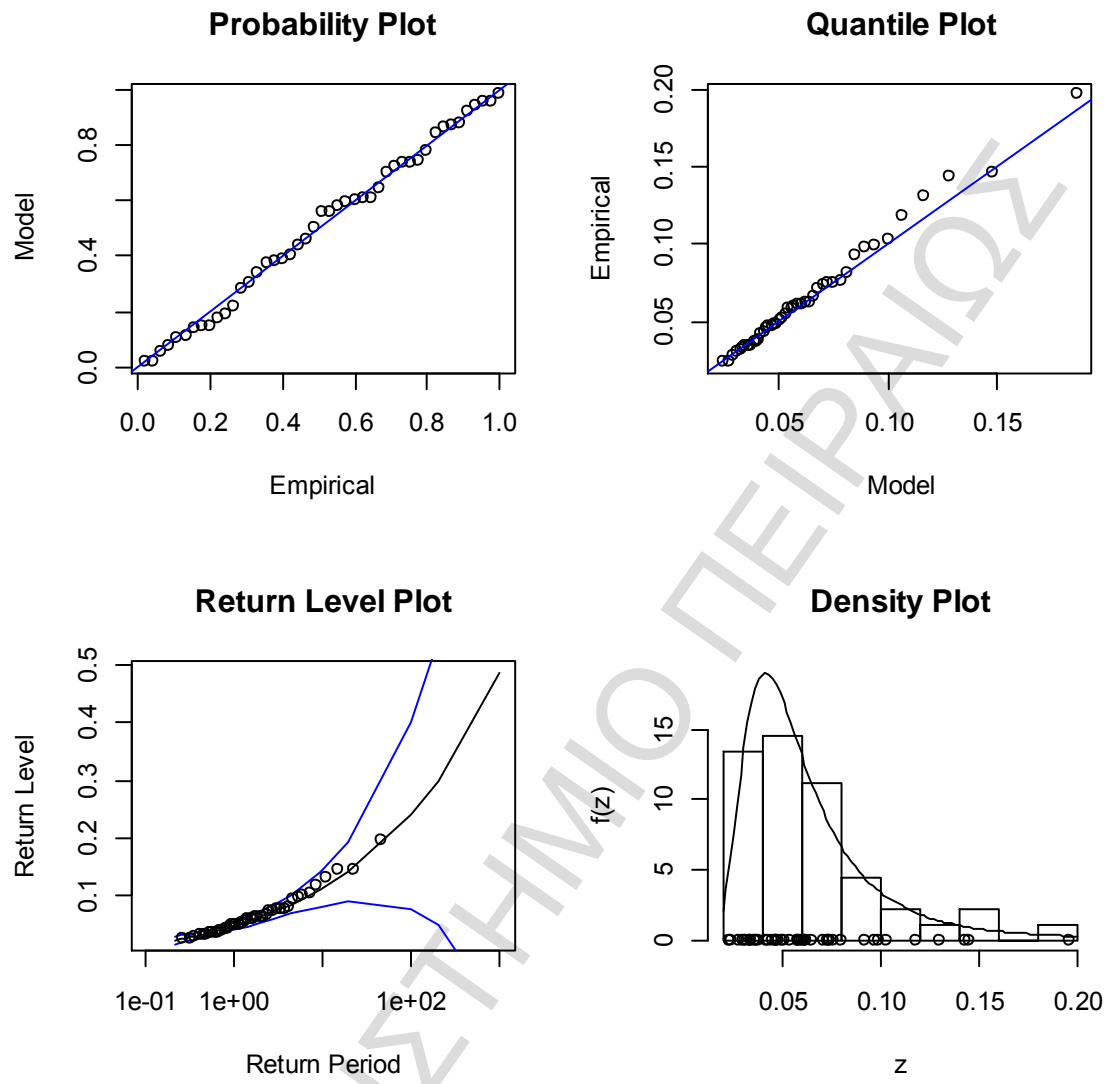 Probability Plot
Model
0.0
0.4
0.8
0.0 0.2 0.4 0.6 0.8 1.0
Empirical
Quantile Plot
Empirical
0.05
0.10
0.15
0.20
0.05 0.10 0.15
Model
Return Level Plot
Return Level
0.1
0.2
0.3
0.4
0.5
1e-01 1e+00 1e+02
Return Period
Density Plot
f(z)
0
5
10
15
0.05 0.10 0.15 0.20
z
ΙΣΤΗΜΙΟ ΠΕΙΡΑΙΩΣ